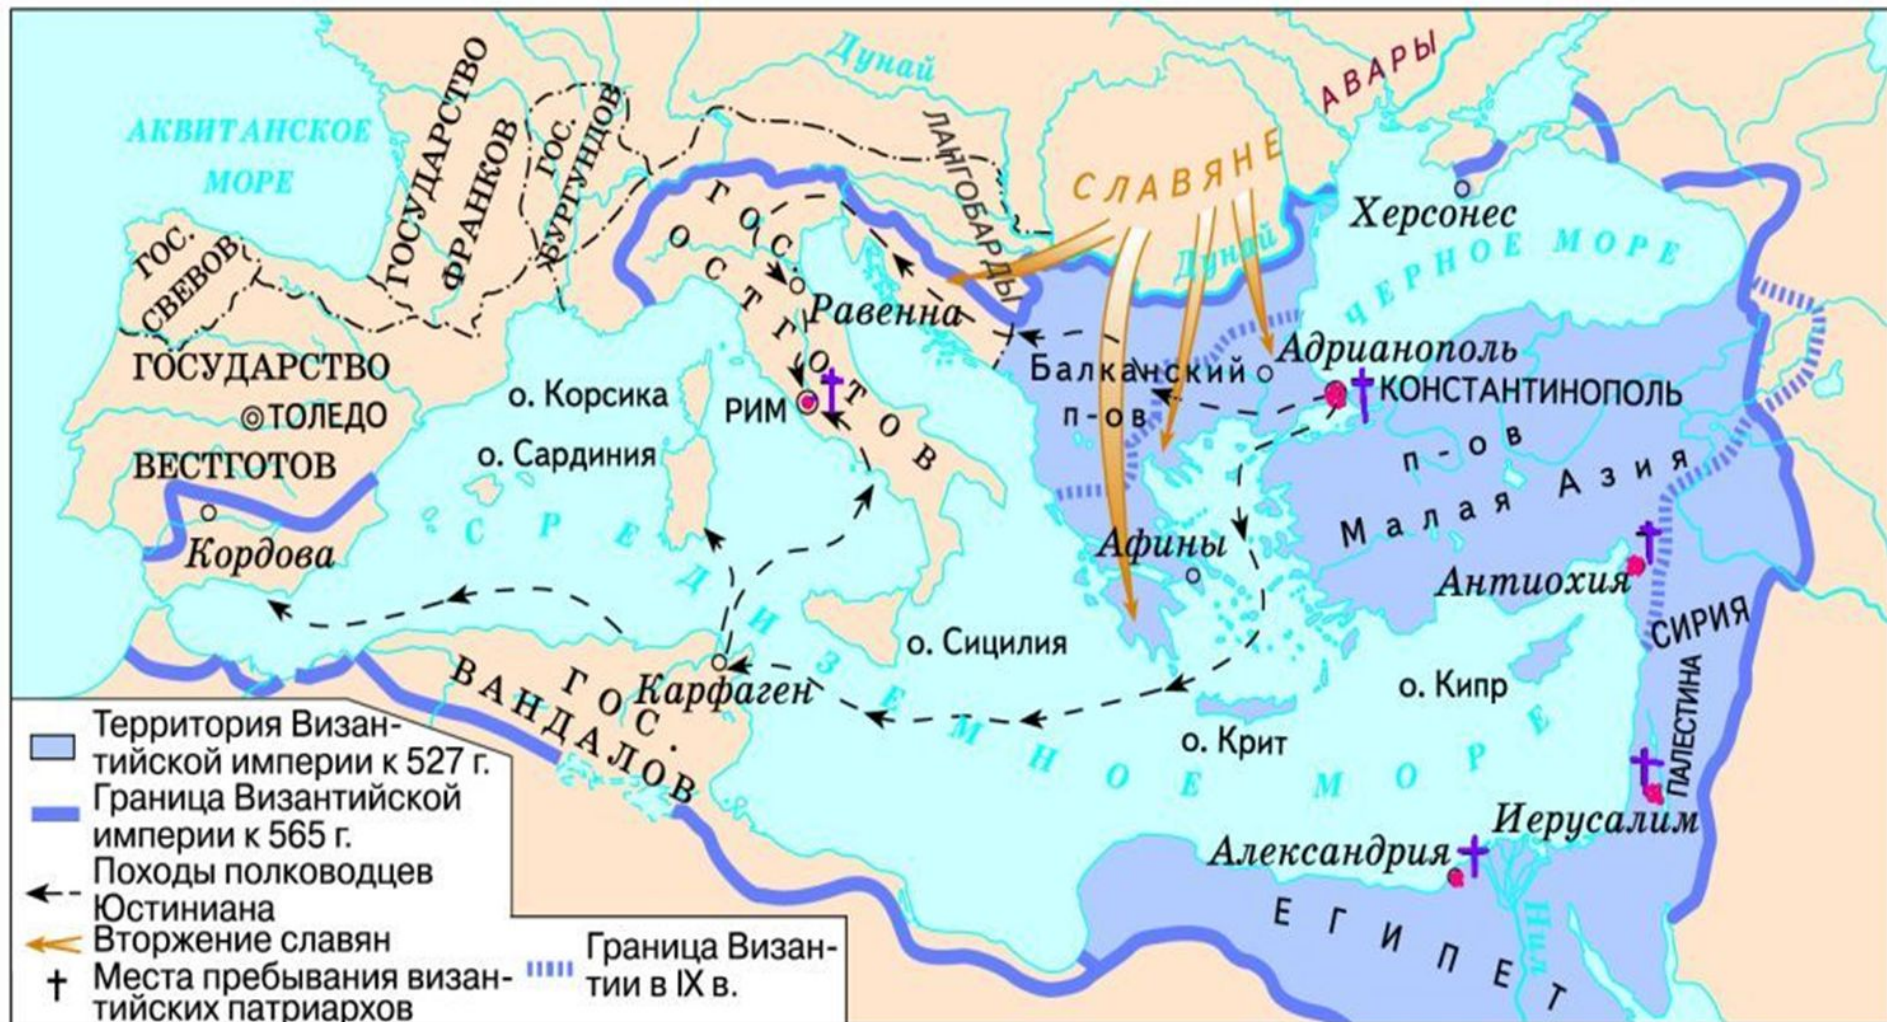 Дунай
АВАРЫ
АКВИТАНСКОЕ
МОРЕ
ГОСУДАРСТВО
ФРАНКОВ
ГОС.
БУРГУНДОВ
ЛАНГОБАРДЫ
СЛАВЯНЕ
Дунай
Херсонес
ЧЕРНОЕ МОРЕ
ГОС.
СВЕВОВ
ГОС.
ОСТГОТОВ
Равенна
ГОСУДАРСТВО
ТОЛЕДО
ВЕСТГОТОВ
Кордова
о. Корсика
о. Сардиния
РИМ
Балканский
п-ов
Адрианополь
КОНСТАНТИНОПОЛЬ
п-ов
Малая Азия
Афины
Антиохия
СИРИЯ
ПАЛЕСТИНА
о. Сицилия
о. Кипр
о. Крит
СРЕДИЗЕМНОЕ МОРЕ
Карфаген
ГОС.
ВАНДАЛОВ
Иерусалим
Александрия
ЕГИПЕТ
Нил
Территория Визан-
тийской империи к 527 г.
Граница Византийской
империи к 565 г.
Походы полководцев
Юстиниана
Вторжение славян
Места пребывания визан-
тийских патриархов
Граница Визан-
тии в IX в.